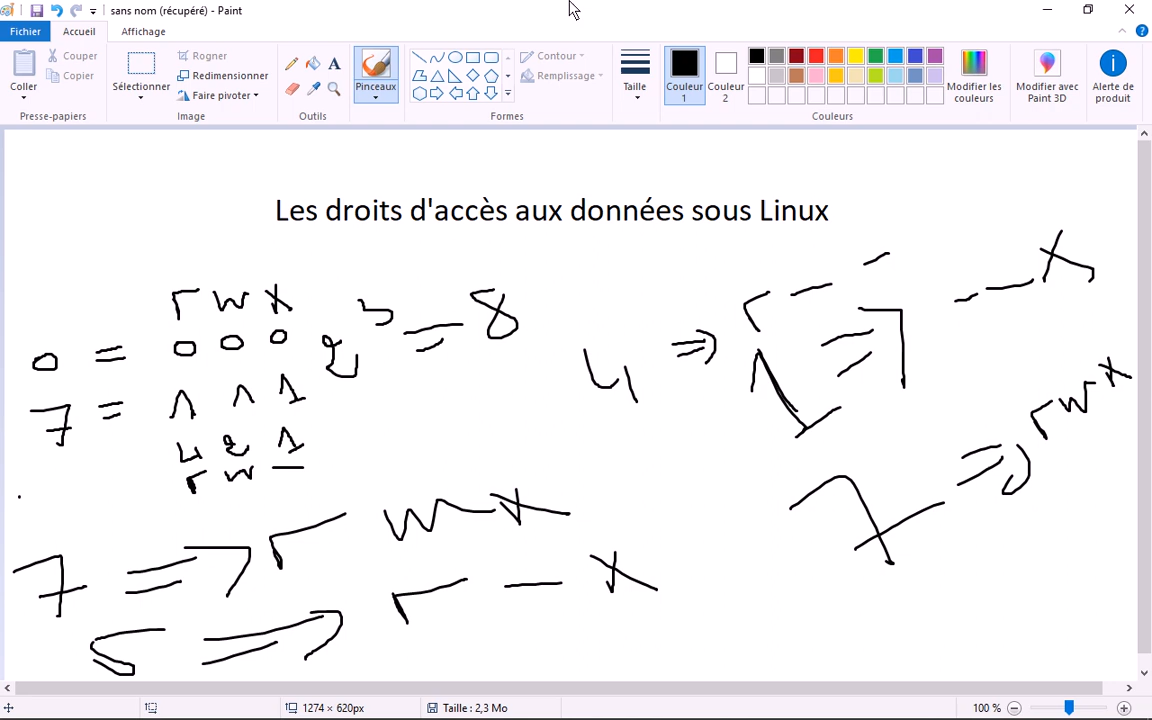 sans nom (récupéré) - Paint
Fichier Accueil Affichage
Coller
Couper
Copier
Presse-papiers
Sélectionner
Rogner
Redimensionner
Faire pivoter
Image
A
Outils
Pinceaux
Contour
Remplissage
Formes
Taille
Couleur 1
Couleur 2
Modifier les couleurs
Couleurs
Modifier avec Paint 3D
Alerte de produit
Les droits d'accès aux données sous Linux
r w x
0 = 0 0 0 2 3 = 8
7 = 1 1 1
4 2 1
r w _
7 => r w x
5 => r - x
4 => r - -
1 => - - x
7 => r w x
1274 × 620px
Taille : 2,3 Mo
100 %